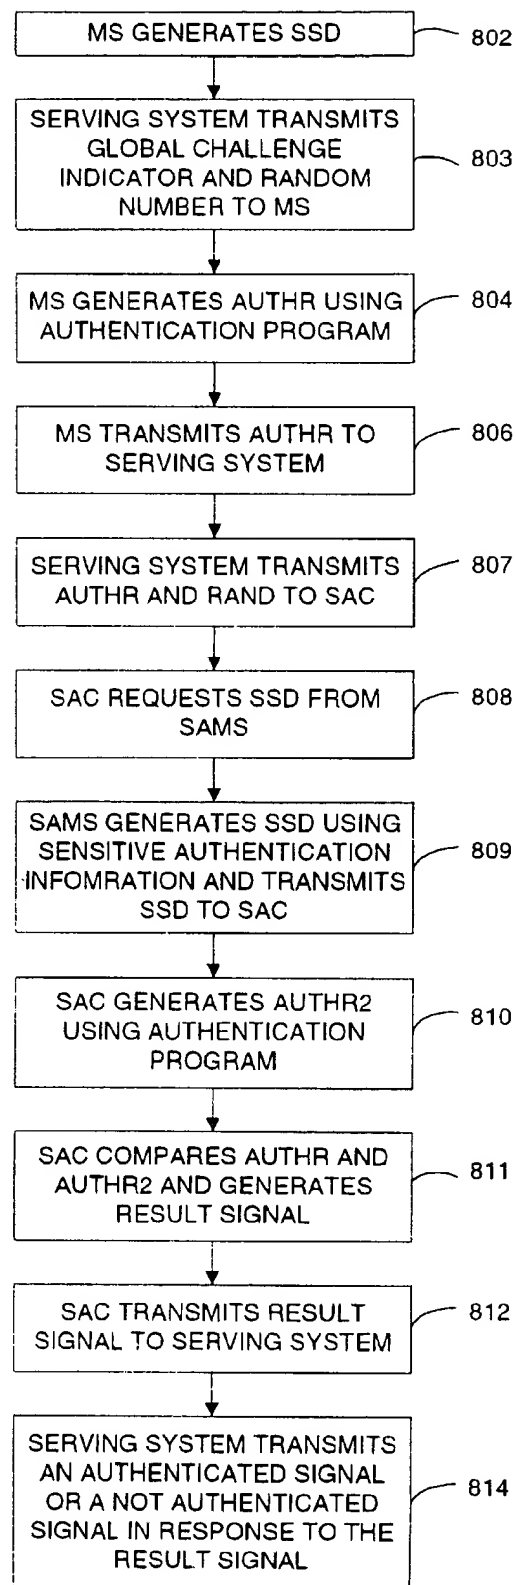 MS GENERATES SSD
802
SERVING SYSTEM TRANSMITS
GLOBAL CHALLENGE
INDICATOR AND RANDOM
NUMBER TO MS
803
MS GENERATES AUTHR USING
AUTHENTICATION PROGRAM
804
MS TRANSMITS AUTHR TO
SERVING SYSTEM
806
SERVING SYSTEM TRANSMITS
AUTHR AND RAND TO SAC
807
SAC REQUESTS SSD FROM
SAMS
808
SAMS GENERATES SSD USING
SENSITIVE AUTHENTICATION
INFOMRATION AND TRANSMITS
SSD TO SAC
809
SAC GENERATES AUTHR2
USING AUTHENTICATION
PROGRAM
810
SAC COMPARES AUTHR AND
AUTHR2 AND GENERATES
RESULT SIGNAL
811
SAC TRANSMITS RESULT
SIGNAL TO SERVING SYSTEM
812
SERVING SYSTEM TRANSMITS
AN AUTHENTICATED SIGNAL
OR A NOT AUTHENTICATED
SIGNAL IN RESPONSE TO THE
RESULT SIGNAL
814